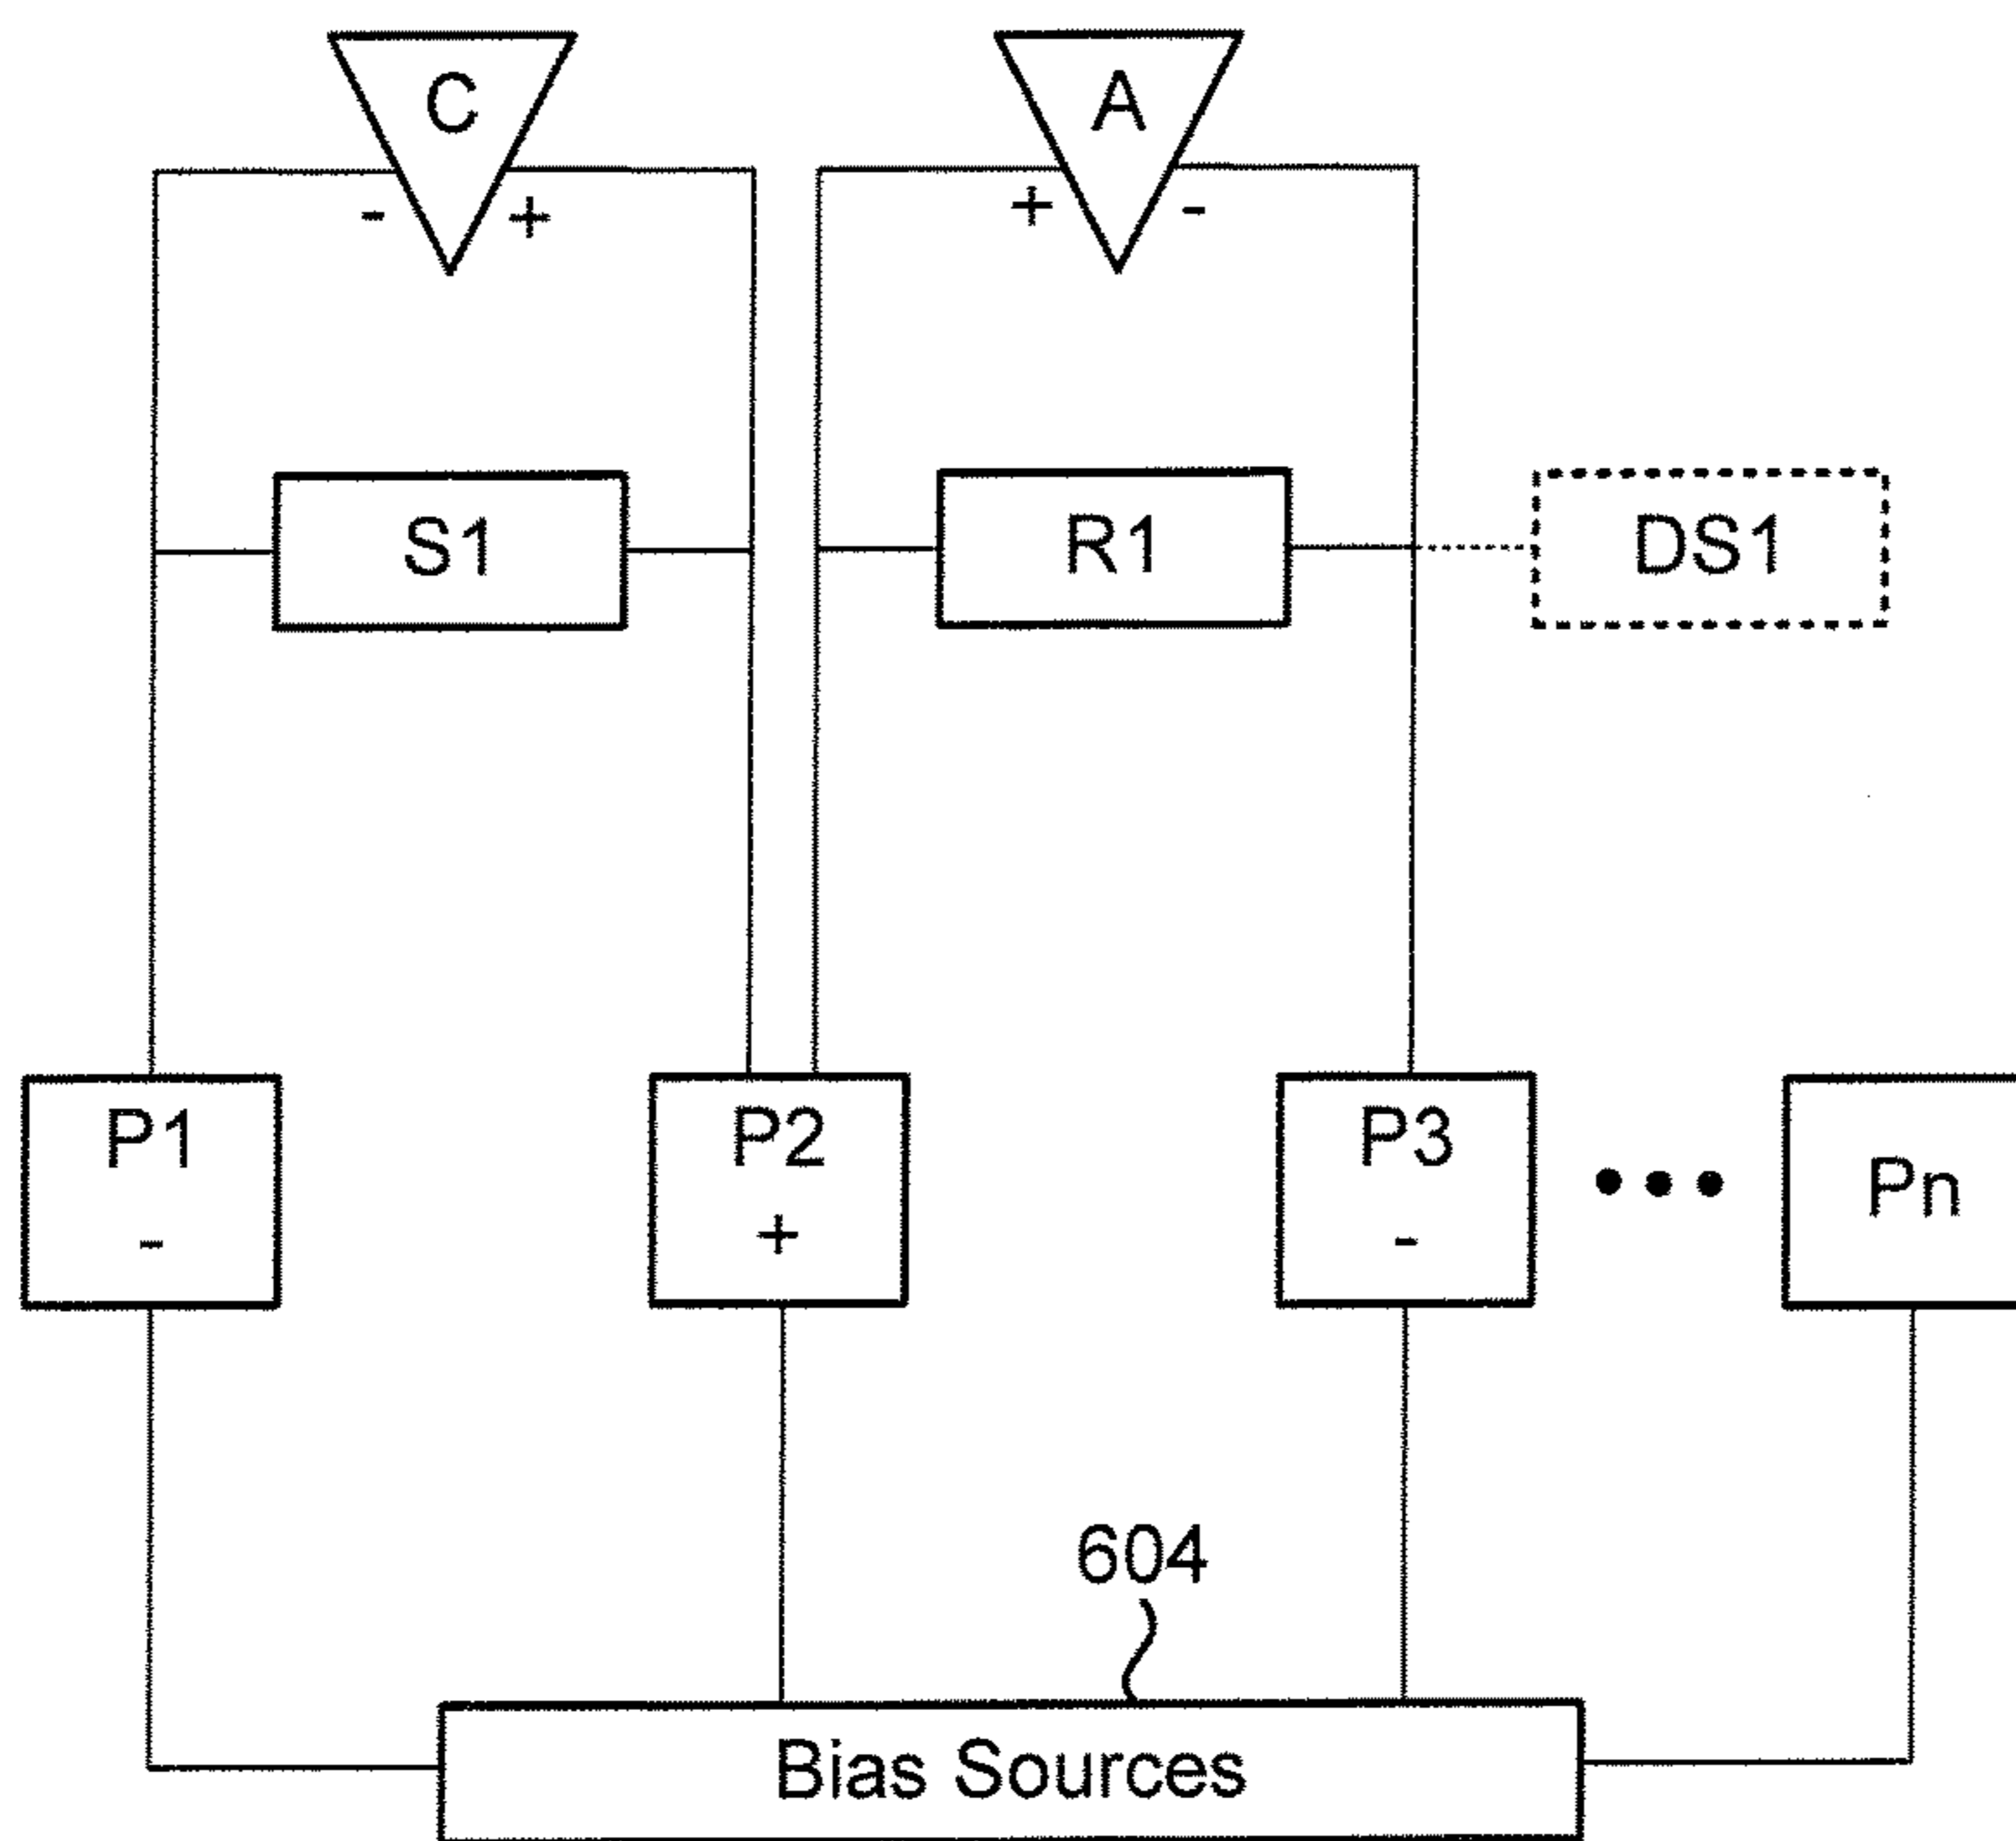 C
A
- +
+ -
S1
R1
DS1
P1
-
P2
+
P3
-
Pn
604
Bias Sources